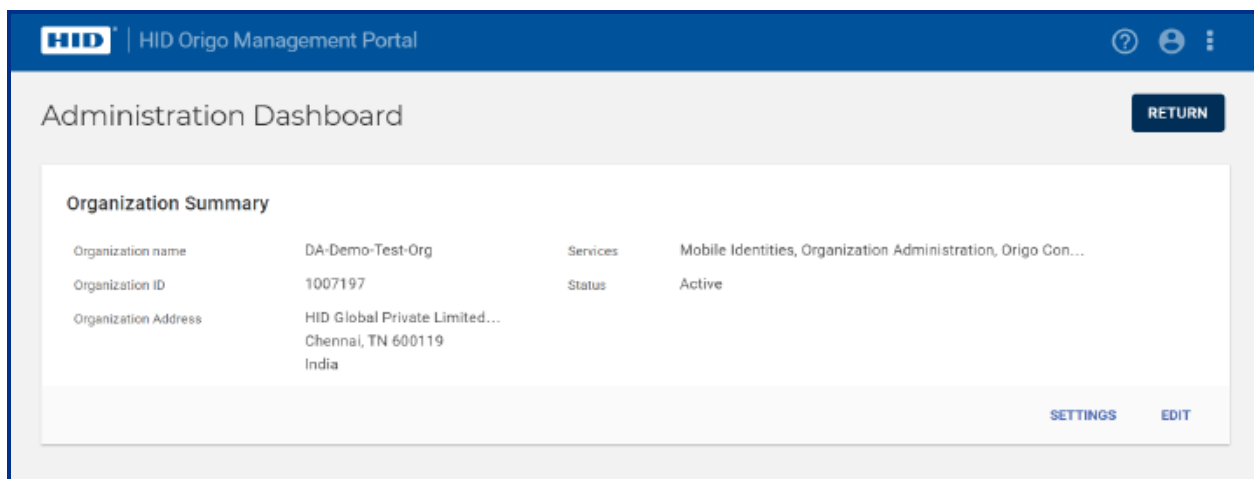 HID | HID Origo Management Portal
Administration Dashboard
RETURN
Organization Summary
Organization name DA-Demo-Test-Org Services Mobile Identities, Organization Administration, Origo Con...
Organization ID 1007197 Status Active
Organization Address HID Global Private Limited...
Chennai, TN 600119
India
SETTINGS EDIT